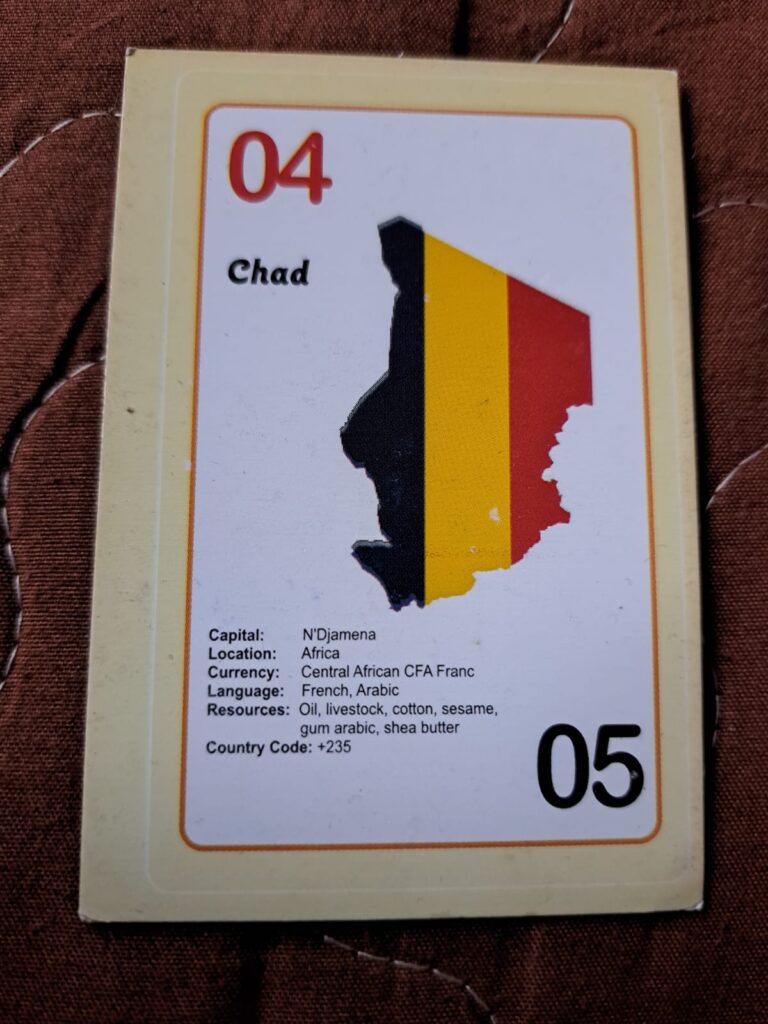 04
Chad
Capital: N'Djamena
Location: Africa
Currency: Central African CFA Franc
Language: French, Arabic
Resources: Oil, livestock, cotton, sesame,
gum arabic, shea butter
Country Code: +235
05